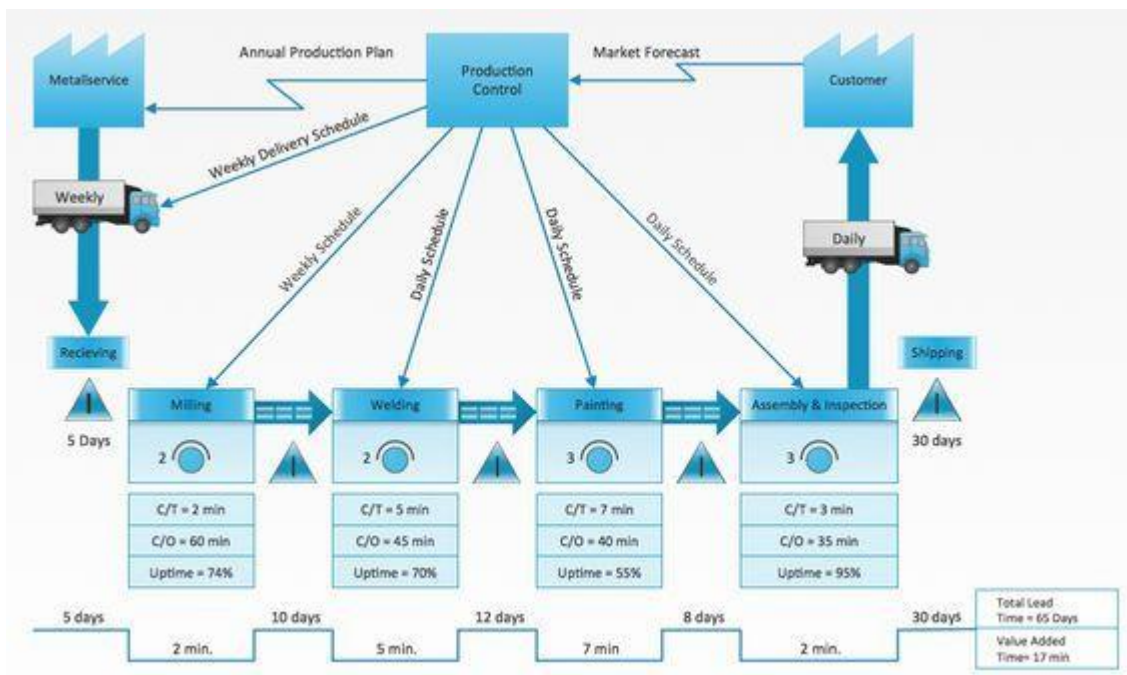 Metallservice
Annual Production Plan
Production
Control
Market Forecast
Customer
Weekly Delivery Schedule
Weekly
Weekly Schedule
Daily Schedule
Daily Schedule
Daily Schedule
Daily
Recieving
Shipping
5 Days
30 days
Milling
Welding
Painting
Assembly & Inspection
2
2
3
3
C/T = 2 min
C/T = 5 min
C/T = 7 min
C/T = 3 min
C/O = 60 min
C/O = 45 min
C/O = 40 min
C/O = 35 min
Uptime = 74%
Uptime = 70%
Uptime = 55%
Uptime = 95%
5 days
10 days
12 days
8 days
30 days
2 min.
5 min.
7 min
2 min.
Total Lead
Time = 65 Days
Value Added
Time= 17 min